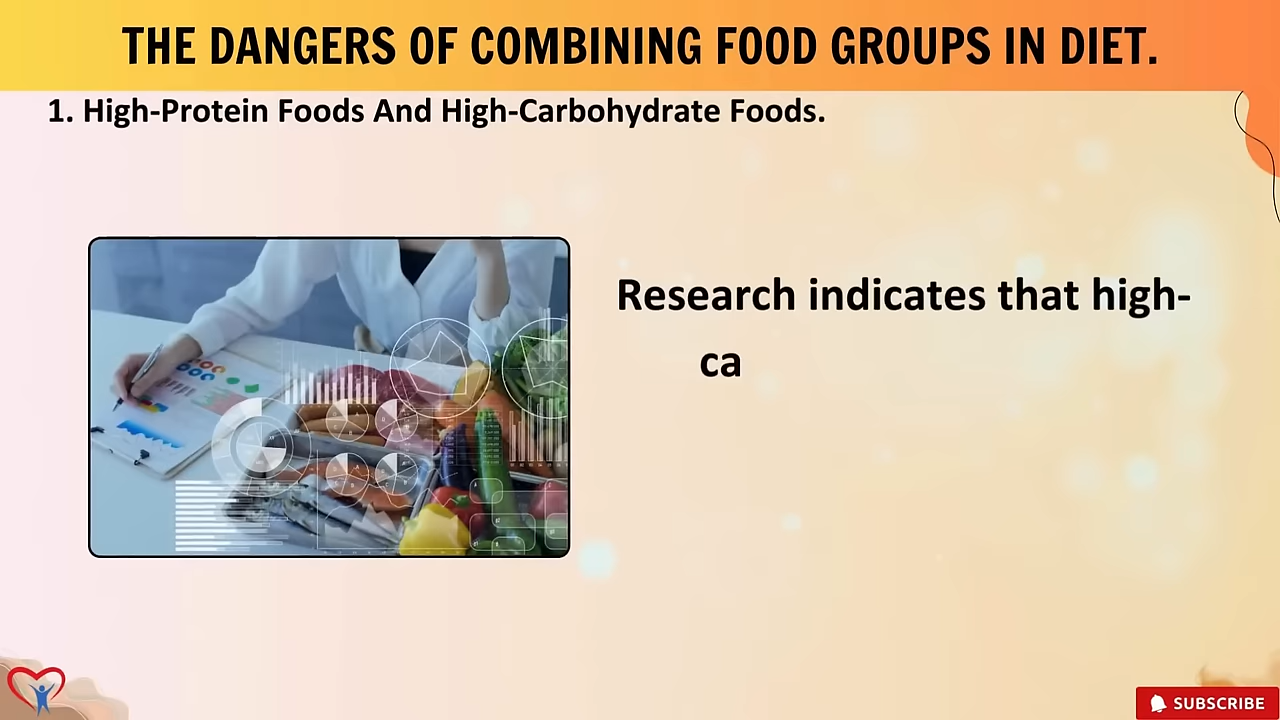 THE DANGERS OF COMBINING FOOD GROUPS IN DIET.
1. High-Protein Foods And High-Carbohydrate Foods.
Research indicates that high-
ca
SUBSCRIBE